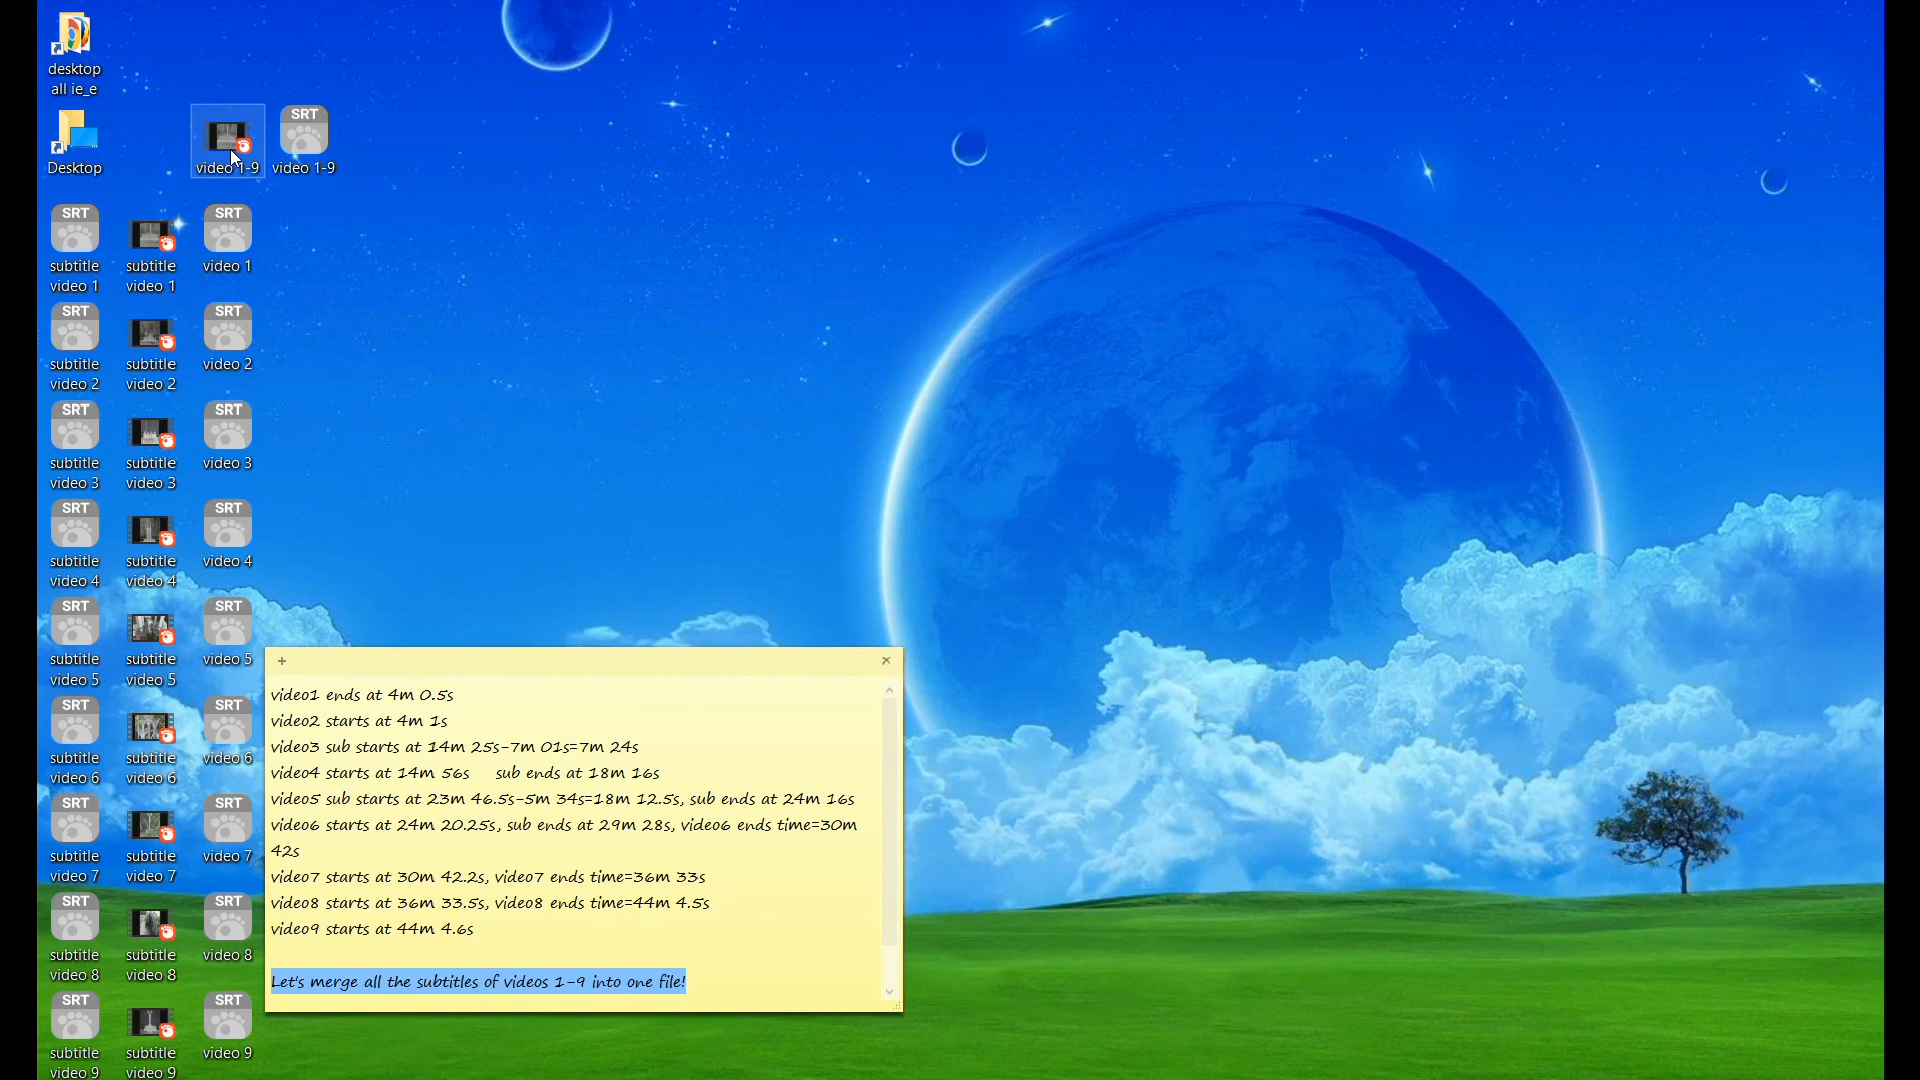 desktop
all ie_e
Desktop
video 1-9
SRT
video 1-9
SRT
subtitle
video 1
subtitle
video 1
SRT
video 1
SRT
subtitle
video 2
subtitle
video 2
SRT
video 2
SRT
subtitle
video 3
subtitle
video 3
SRT
video 3
SRT
subtitle
video 4
subtitle
video 4
SRT
video 4
SRT
subtitle
video 5
subtitle
video 5
SRT
video 5
SRT
subtitle
video 6
subtitle
video 6
SRT
video 6
SRT
subtitle
video 7
subtitle
video 7
SRT
video 7
SRT
subtitle
video 8
subtitle
video 8
SRT
video 8
SRT
subtitle
video 9
subtitle
video 9
SRT
video 9
video1 ends at 4m 0.5s
video2 starts at 4m 1s
video3 sub starts at 14m 25s-7m 01s=7m 24s
video4 starts at 14m 56s sub ends at 18m 16s
video5 sub starts at 23m 46.5s-5m 34s=18m 12.5s, sub ends at 24m 16s
video6 starts at 24m 20.25s, sub ends at 29m 28s, video6 ends time=30m
42s
video7 starts at 30m 42.2s, video7 ends time=36m 33s
video8 starts at 36m 33.5s, video8 ends time=44m 4.5s
video9 starts at 44m 4.6s
Let's merge all the subtitles of videos 1-9 into one file!